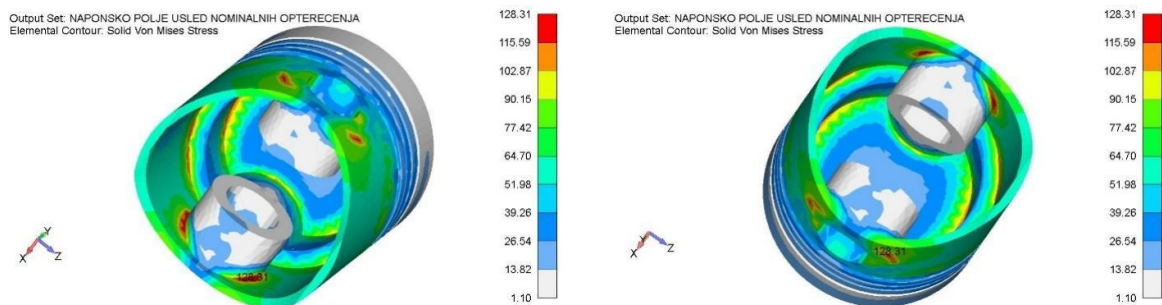 Output Set: NAPONSKO POLJE USLED NOMINALNIH OPTERECENJA
Elemental Contour: Solid Von Mises Stress
128.31
115.59
102.87
90.15
77.42
64.70
51.98
39.26
26.54
13.82
1.10
128.31
Y
X
Z
Output Set: NAPONSKO POLJE USLED NOMINALNIH OPTERECENJA
Elemental Contour: Solid Von Mises Stress
128.31
115.59
102.87
90.15
77.42
64.70
51.98
39.26
26.54
13.82
1.10
128.31
Y
X
Z